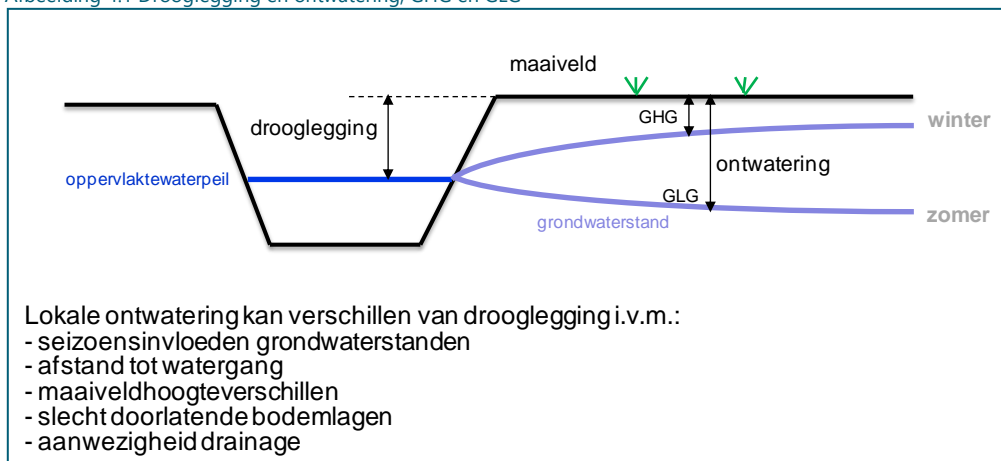 Afbeelding 4.1 Drooglegging en ontwatering, GHG en GLG
maaiveld
drooglegging
GHG
winter
ontwatering
oppervlaktewaterpeil
GLG
grondwaterstand
zomer
Lokale ontwatering kan verschillen van drooglegging i.v.m.:
- seizoensinvloeden grondwaterstanden
- afstand tot watergang
- maaiveldhoogteverschillen
- slecht doorlatende bodemlagen
- aanwezigheid drainage